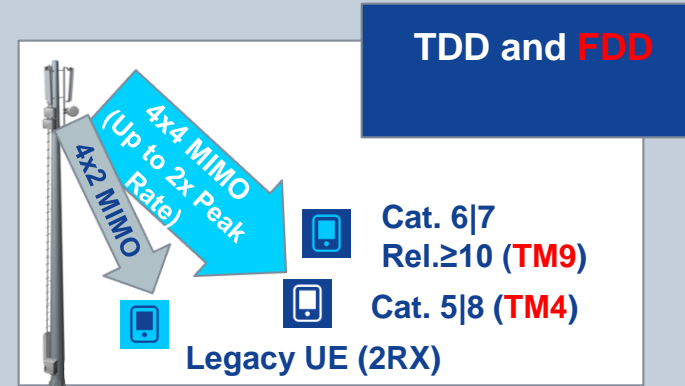 TDD and FDD
4x4 MIMO
(Up to 2x Peak
Rate)
4x2 MIMO
Cat. 6|7
Rel.≥10 (TM9)
Cat. 5|8 (TM4)
Legacy UE (2RX)